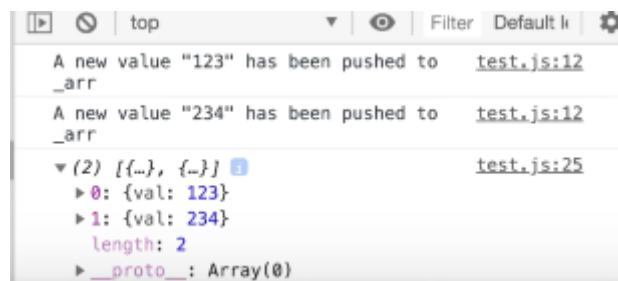 top Filter Default l
A new value "123" has been pushed to test.js:12
_arr
A new value "234" has been pushed to test.js:12
_arr
(2) [{…}, {…}] i test.js:25
0: {val: 123}
1: {val: 234}
length: 2
__proto__: Array(0)